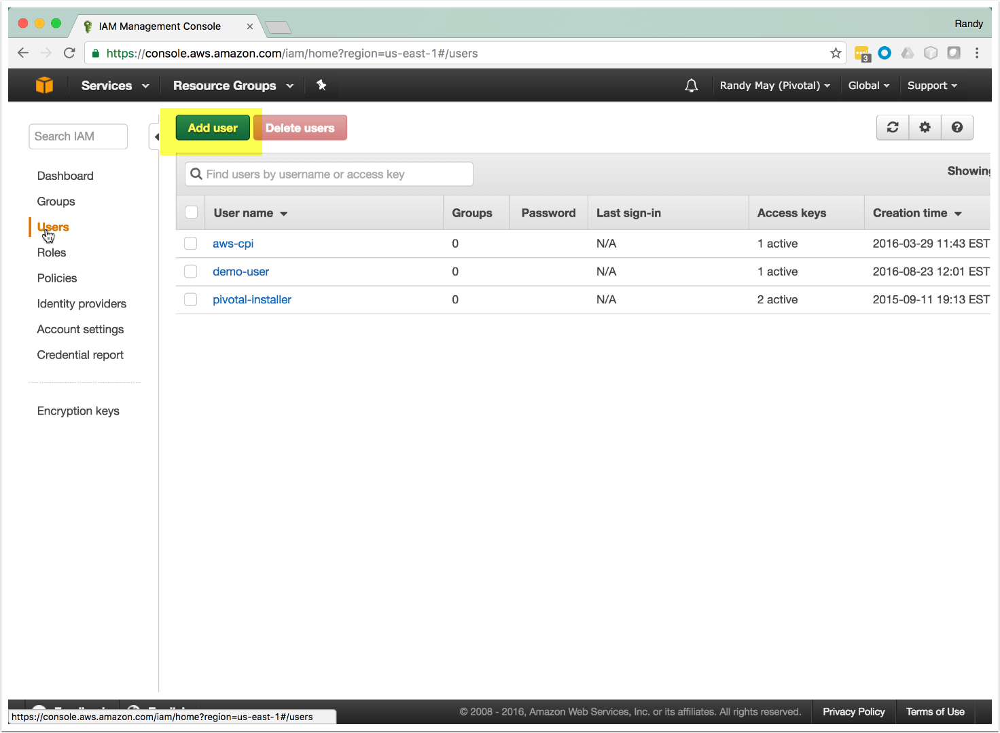 IAM Management Console
Randy
https://console.aws.amazon.com/iam/home?region=us-east-1#/users
3
Services
Resource Groups
Randy May (Pivotal)
Global
Support
Search IAM
Add user
Delete users
Dashboard
Groups
Users
Roles
Policies
Identity providers
Account settings
Credential report
Encryption keys
Find users by username or access key
User name Groups Password Last sign-in Access keys Creation time
aws-cpi 0 N/A 1 active 2016-03-29 11:43 EST
demo-user 0 N/A 1 active 2016-08-23 12:01 EST
pivotal-installer 0 N/A 2 active 2015-09-11 19:13 EST
https://console.aws.amazon.com/iam/home?region=us-east-1#/users
© 2008 - 2016, Amazon Web Services, Inc. or its affiliates. All rights reserved.
Privacy Policy
Terms of Use